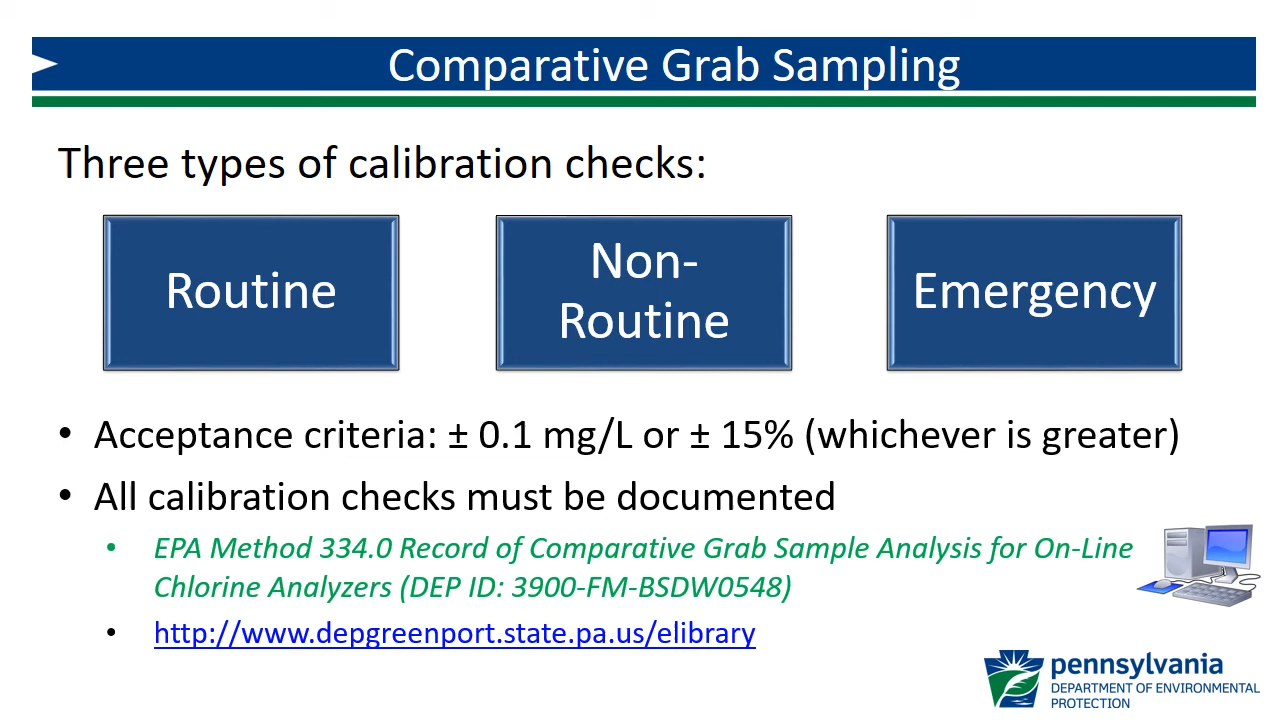 Comparative Grab Sampling
Three types of calibration checks:
Routine
Non-
Routine
Emergency
• Acceptance criteria: ± 0.1 mg/L or ± 15% (whichever is greater)
• All calibration checks must be documented
• EPA Method 334.0 Record of Comparative Grab Sample Analysis for On-Line
Chlorine Analyzers (DEP ID: 3900-FM-BSDW0548)
• http://www.depgreenport.state.pa.us/elibrary
pennsylvania
DEPARTMENT OF ENVIRONMENTAL
PROTECTION